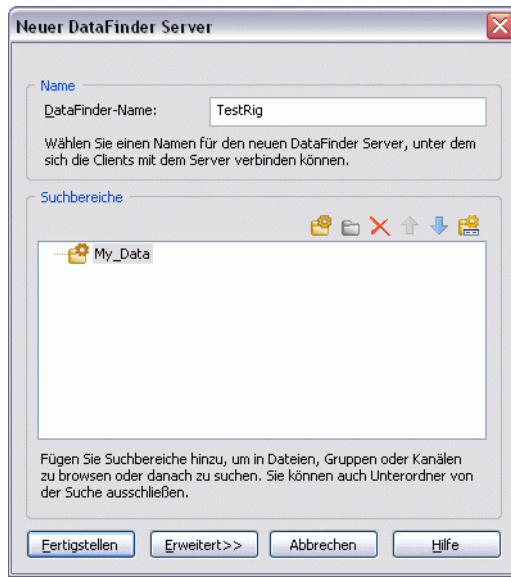 Neuer DataFinder Server
Name
DataFinder-Name:
TestRig
Wählen Sie einen Namen für den neuen DataFinder Server, unter dem
sich die Clients mit dem Server verbinden können.
Suchbereiche
My_Data
Fügen Sie Suchbereiche hinzu, um in Dateien, Gruppen oder Kanälen
zu browsen oder danach zu suchen. Sie können auch Unterordner von
der Suche ausschließen.
Fertigstellen
Erweitert>>
Abbrechen
Hilfe